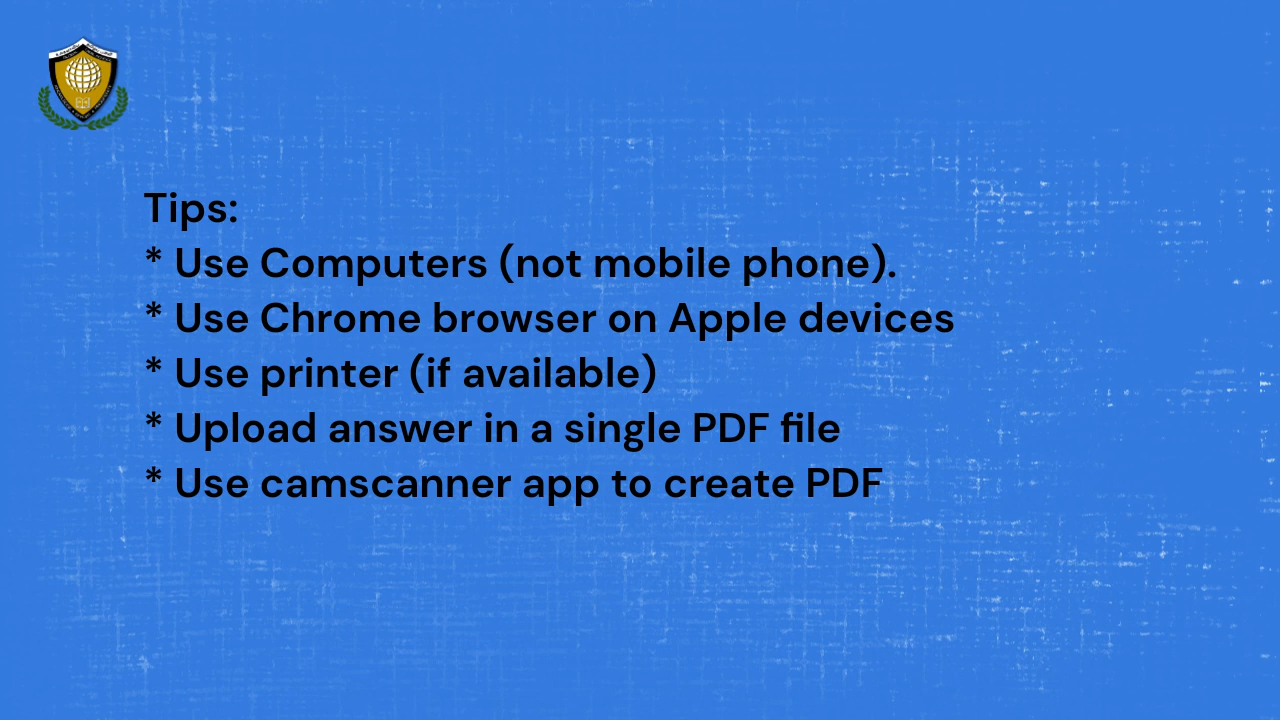 Tips:
* Use Computers (not mobile phone).
* Use Chrome browser on Apple devices
* Use printer (if available)
* Upload answer in a single PDF file
* Use camscanner app to create PDF